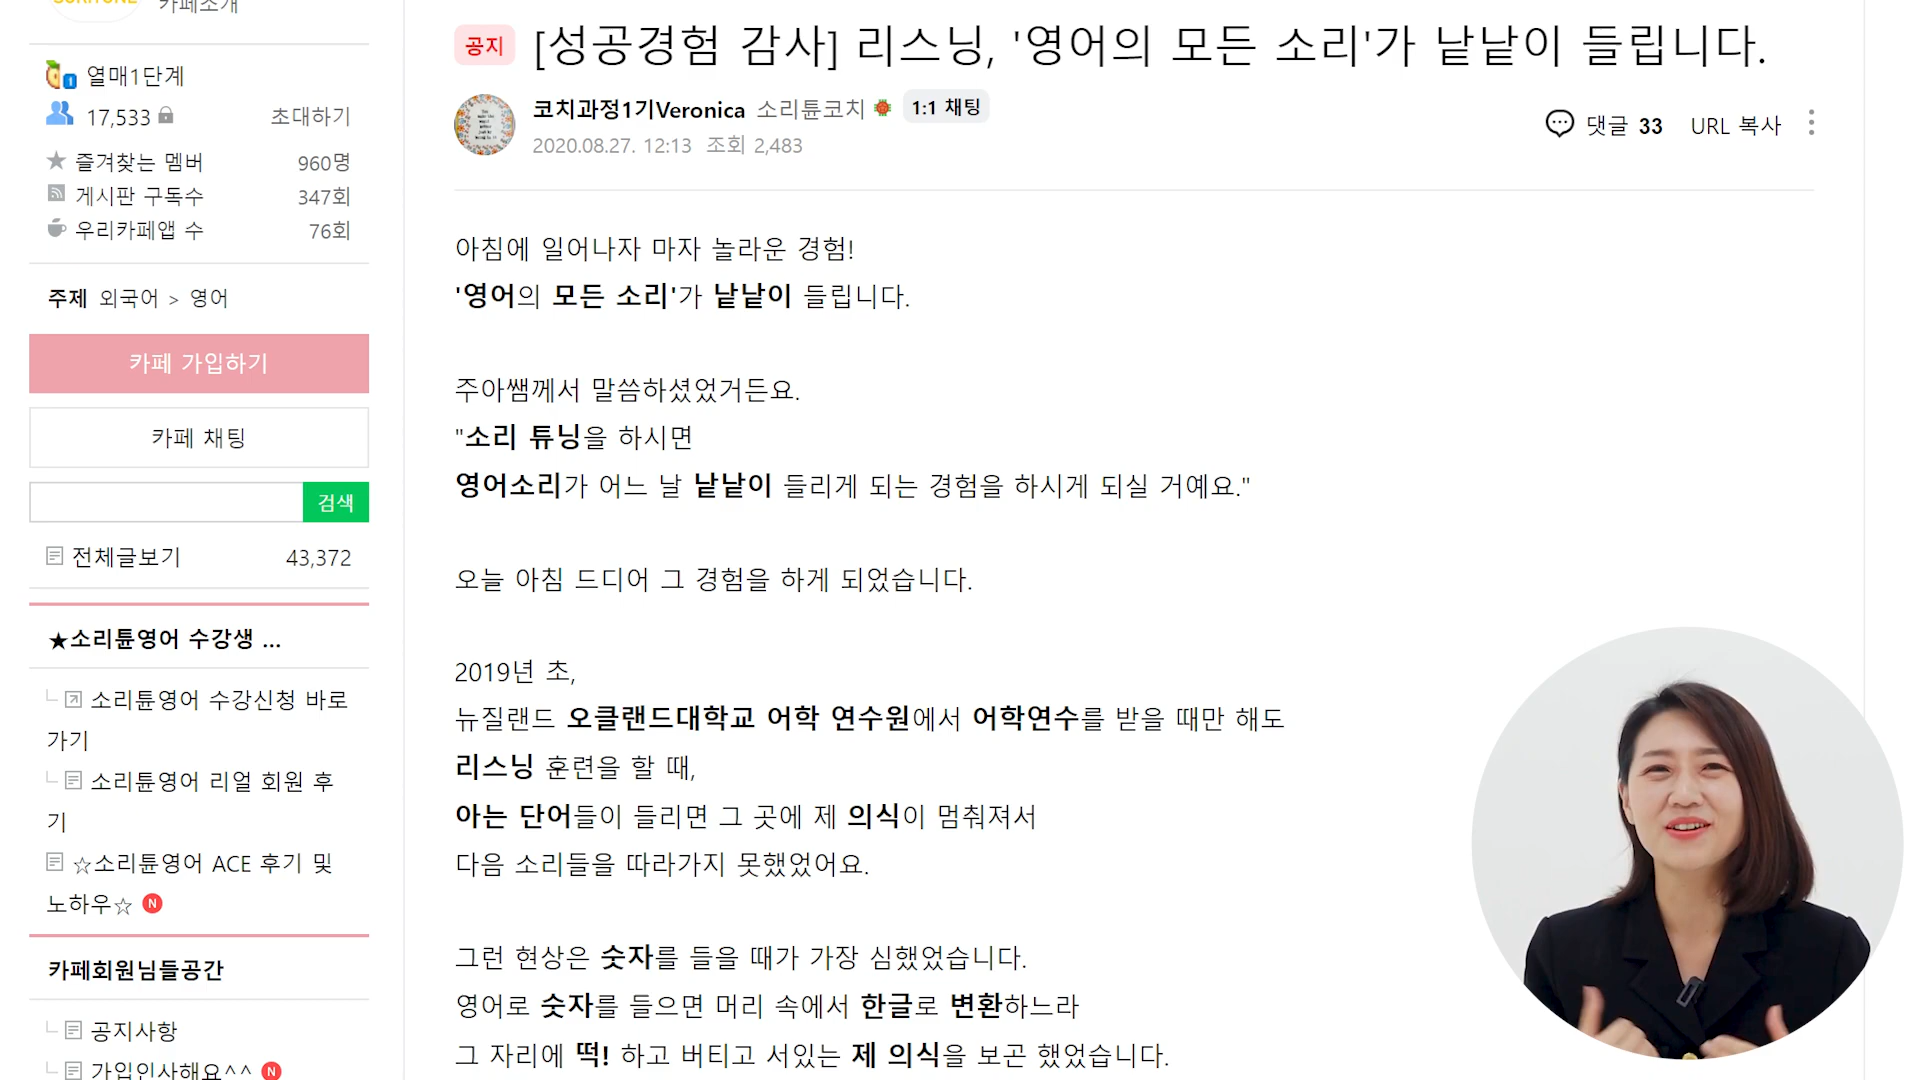 카페소개
열매1단계
17,533
초대하기
즐겨찾는 멤버 960명
게시판 구독수 347회
우리카페앱 수 76회
주제 외국어 > 영어
카페 가입하기
카페 채팅
검색
전체글보기 43,372
★소리튠영어 수강생 ...
소리튠영어 수강신청 바로
가기
소리튠영어 리얼 회원 후
기
☆소리튠영어 ACE 후기 및
노하우☆ N
카페회원님들공간
공지사항
가입인사해요^^ N
공지 [성공경험 감사] 리스닝, '영어의 모든 소리'가 낱낱이 들립니다.
코치과정1기Veronica 소리튠코치 1:1 채팅
2020.08.27. 12:13 조회 2,483
댓글 33 URL 복사
아침에 일어나자 마자 놀라운 경험!
'영어의 모든 소리'가 낱낱이 들립니다.
주아쌤께서 말씀하셨었거든요.
"소리 튜닝을 하시면
영어소리가 어느 날 낱낱이 들리게 되는 경험을 하시게 되실 거예요."
오늘 아침 드디어 그 경험을 하게 되었습니다.
2019년 초,
뉴질랜드 오클랜드대학교 어학 연수원에서 어학연수를 받을 때만 해도
리스닝 훈련을 할 때,
아는 단어들이 들리면 그 곳에 제 의식이 멈춰져서
다음 소리들을 따라가지 못했었어요.
그런 현상은 숫자를 들을 때가 가장 심했었습니다.
영어로 숫자를 들으면 머리 속에서 한글로 변환하느라
그 자리에 떡! 하고 버티고 서있는 제 의식을 보곤 했었습니다.